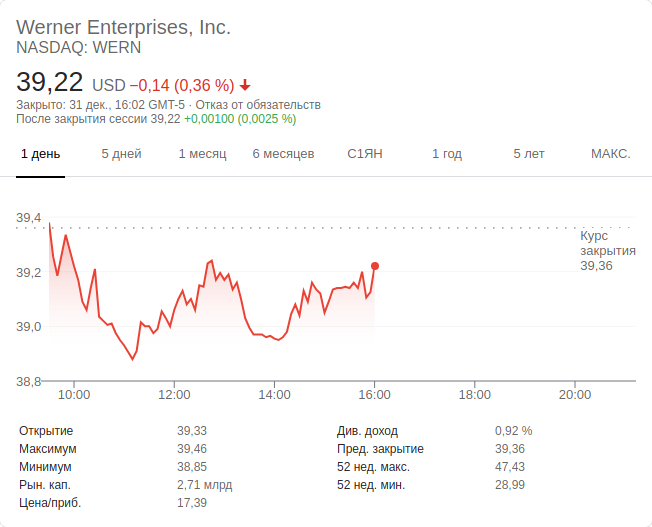 Werner Enterprises, Inc.
NASDAQ: WERN
39,22 USD −0,14 (0,36 %)
Закрыто: 31 дек., 16:02 GMT-5 · Отказ от обязательств
После закрытия сессии 39,22 +0,00100 (0,0025 %)
1 день 5 дней 1 месяц 6 месяцев С1ЯН 1 год 5 лет МАКС.
39,4
Курс
закрытия
39,36
39,2
39,0
38,8
10:00 12:00 14:00 16:00 18:00 20:00
Открытие 39,33 Див. доход 0,92 %
Максимум 39,46 Пред. закрытие 39,36
Минимум 38,85 52 нед. макс. 47,43
Рын. кап. 2,71 млрд 52 нед. мин. 28,99
Цена/приб. 17,39